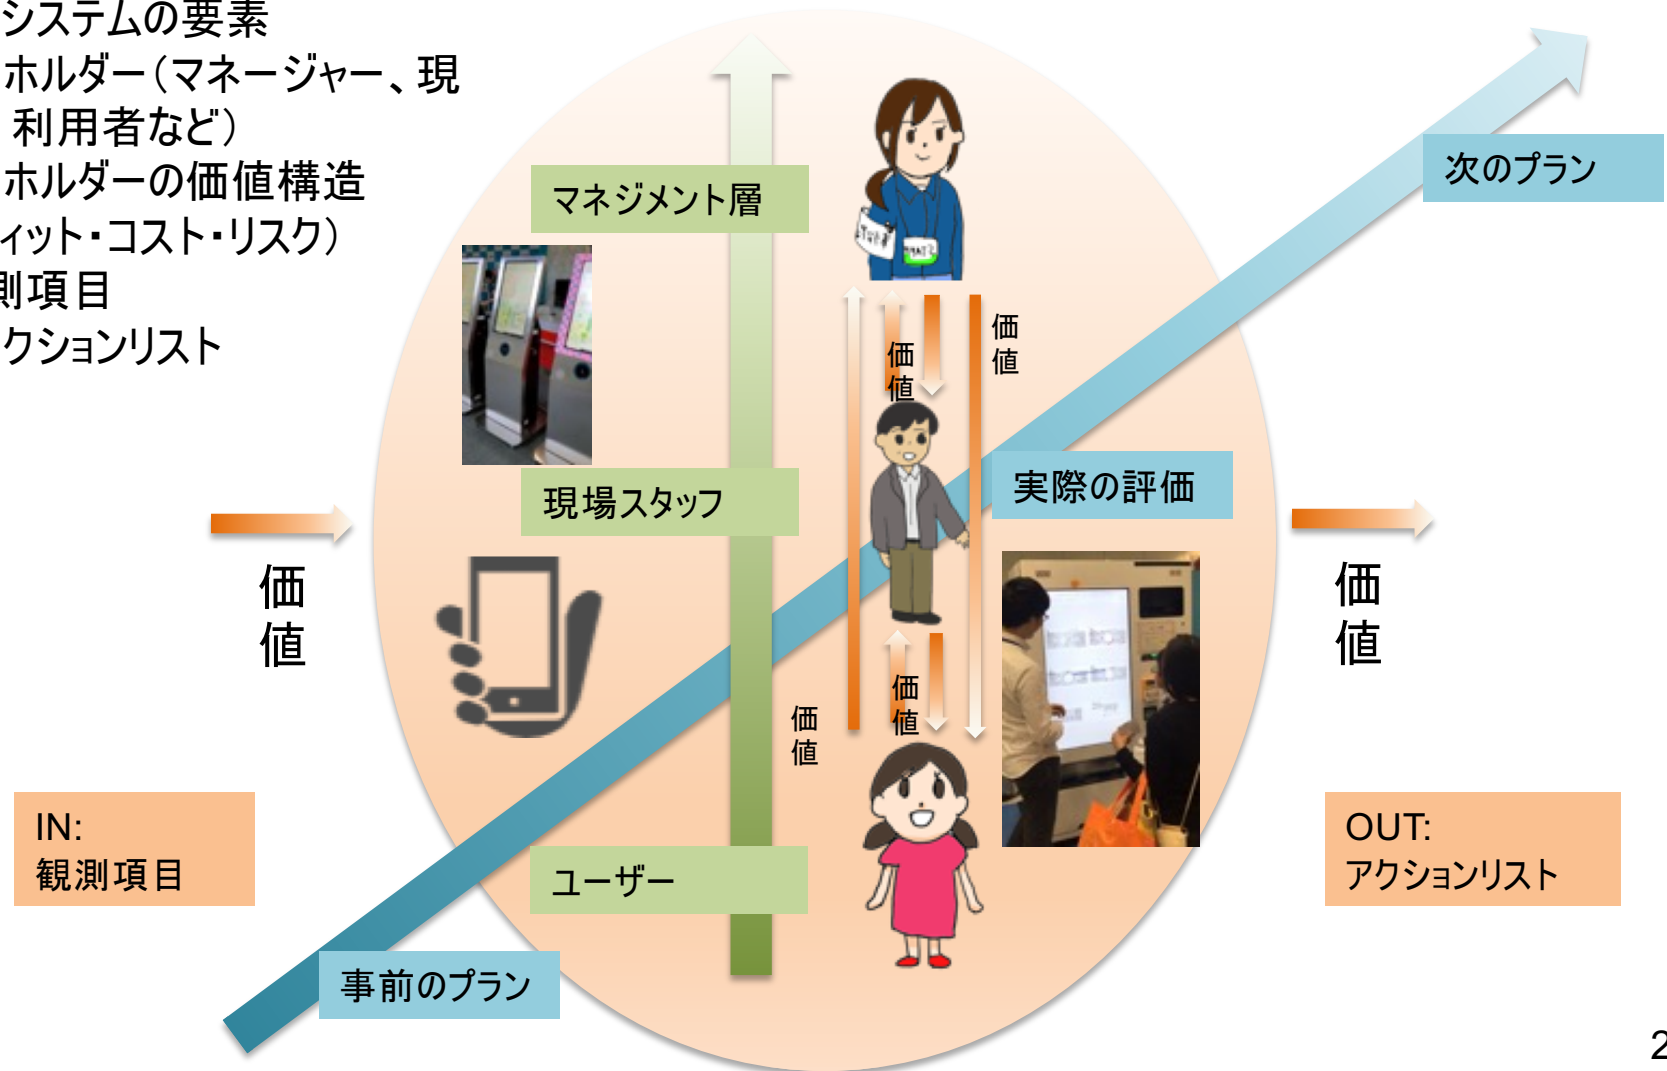 システムの要素
ホルダー（マネージャー、現
利用者など）
ホルダーの価値構造
ィット・コスト・リスク）
測項目
クションリスト
マネジメント層
次のプラン
価値
価値
現場スタッフ
実際の評価
価値
価値
価値
価値
IN:
観測項目
OUT:
アクションリスト
ユーザー
事前のプラン
2